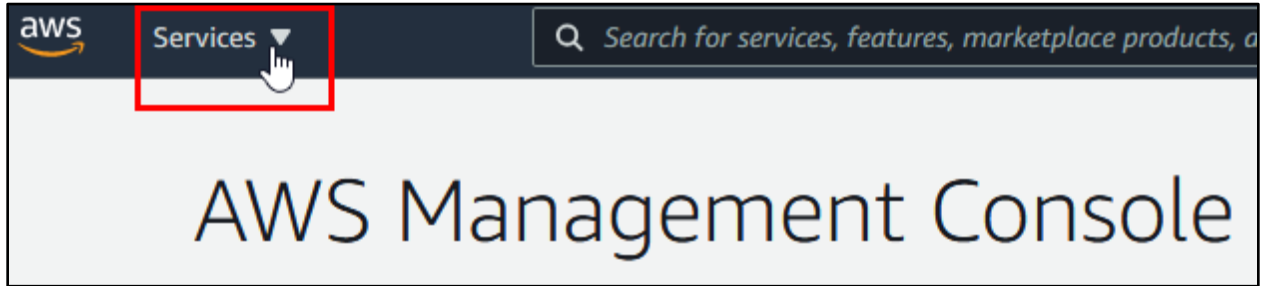 aws
Services ▼
Search for services, features, marketplace products, a
AWS Management Console